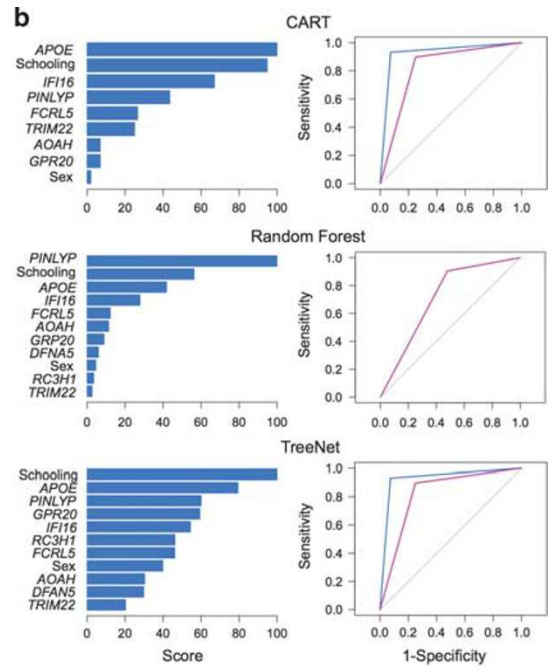 b
CART
APOE
Schooling
IFI16
PINLYP
FCRL5
TRIM22
AOAH
GPR20
Sex
0 20 40 60 80 100
Sensitivity
1.0
0.8
0.6
0.4
0.2
0.0
0.0 0.2 0.4 0.6 0.8 1.0
Random Forest
PINLYP
Schooling
APOE
IFI16
FCRL5
AOAH
GRP20
DFNA5
Sex
RC3H1
TRIM22
0 20 40 60 80 100
Sensitivity
1.0
0.8
0.6
0.4
0.2
0.0
0.0 0.2 0.4 0.6 0.8 1.0
TreeNet
Schooling
APOE
PINLYP
GPR20
IFI16
RC3H1
FCRL5
Sex
AOAH
DFAN5
TRIM22
0 20 40 60 80 100
Score
Sensitivity
1.0
0.8
0.6
0.4
0.2
0.0
0.0 0.2 0.4 0.6 0.8 1.0
1-Specificity